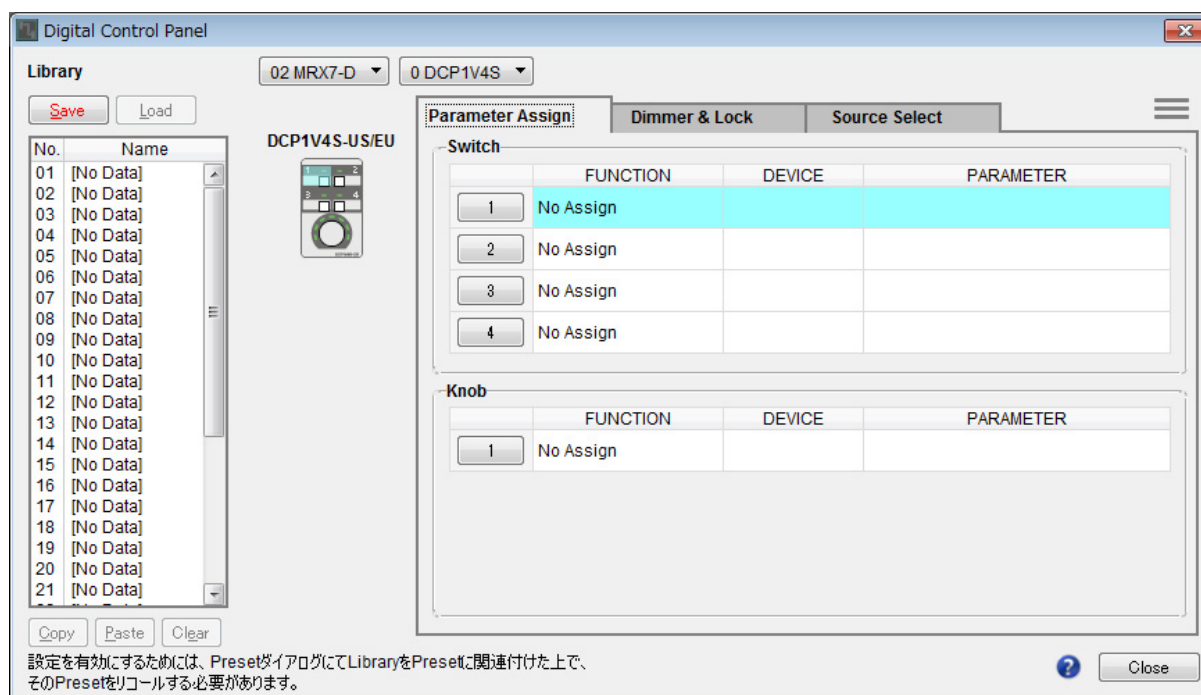 Digital Control Panel
Library
02 MRX7-D
0 DCP1V4S
Save
Load
No. Name
01 [No Data]
02 [No Data]
03 [No Data]
04 [No Data]
05 [No Data]
06 [No Data]
07 [No Data]
08 [No Data]
09 [No Data]
10 [No Data]
11 [No Data]
12 [No Data]
13 [No Data]
14 [No Data]
15 [No Data]
16 [No Data]
17 [No Data]
18 [No Data]
19 [No Data]
20 [No Data]
21 [No Data]
Copy
Paste
Clear
DCP1V4S-US/EU
1 2
3 4
Parameter Assign
Dimmer & Lock
Source Select
Switch
FUNCTION DEVICE PARAMETER
1 No Assign
2 No Assign
3 No Assign
4 No Assign
Knob
FUNCTION DEVICE PARAMETER
1 No Assign
設定を有効にするためには、PresetダイアログにてLibraryをPresetに関連付けた上で、
そのPresetをリコールする必要があります。
?
Close